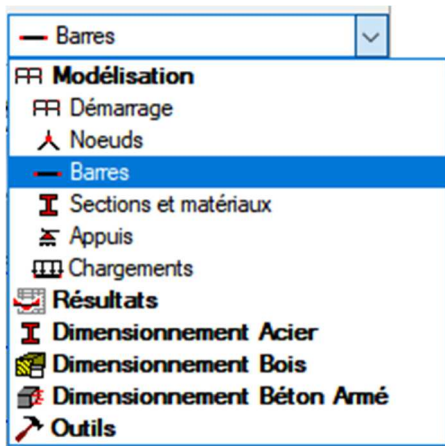 Barres
Modélisation
Démarrage
Noeuds
Barres
Sections et matériaux
Appuis
Chargements
Résultats
Dimensionnement Acier
Dimensionnement Bois
Dimensionnement Béton Armé
Outils